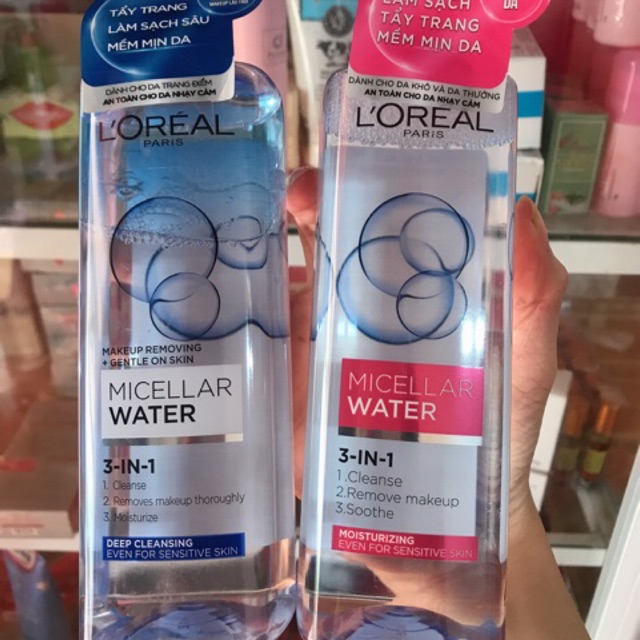 TẨY TRANG
LÀM SẠCH SÂU
MỀM MỊN DA
DÀNH CHO DA TRANG ĐIỂM
AN TOÀN CHO DA NHẠY CẢM
L'ORÉAL
PARIS
MAKEUP REMOVING
+ GENTLE ON SKIN
MICELLAR
WATER
3-IN-1
1. Cleanse
2. Removes makeup thoroughly
3. Moisturize
DEEP CLEANSING
EVEN FOR SENSITIVE SKIN
LÀM SẠCH
TẨY TRANG
MỀM MỊN DA
DA
DÀNH CHO DA KHÔ VÀ DA THƯỜNG
AN TOÀN CHO DA NHẠY CẢM
L'ORÉAL
PARIS
MICELLAR
WATER
3-IN-1
1.Cleanse
2.Remove makeup
3.Soothe
MOISTURIZING
EVEN FOR SENSITIVE SKIN